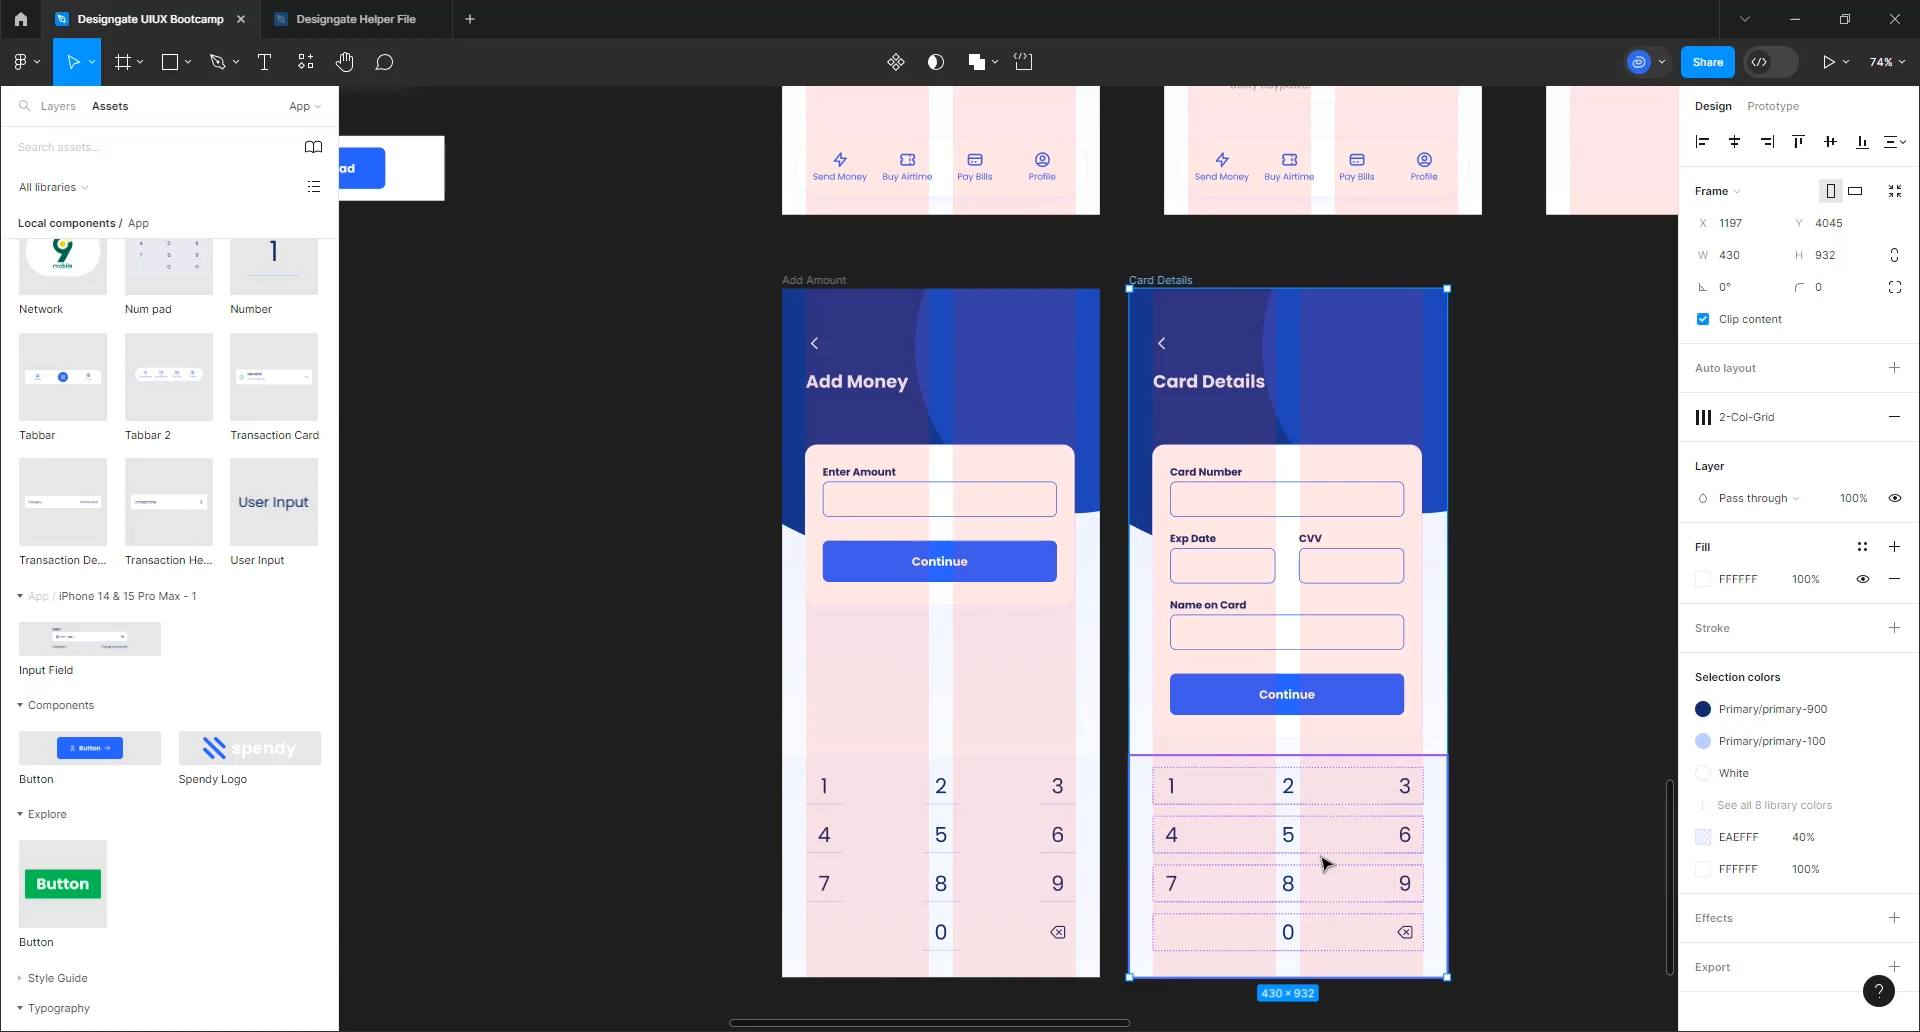 Designgate UIUX Bootcamp
Designgate Helper File
Share
74%
Layers
Assets
App
Search assets...
All libraries
Local components / App
9
mobile
1
Network
Num pad
Number
Tabbar
Tabbar 2
Transaction Card
User Input
Transaction De...
Transaction He...
User Input
App / iPhone 14 & 15 Pro Max - 1
Input Field
Components
Button
spendy
Button
Spendy Logo
Explore
Button
Button
Style Guide
Typography
ad
Send Money
Buy Airtime
Pay Bills
Profile
Utility Daypower
Send Money
Buy Airtime
Pay Bills
Profile
Add Amount
Add Money
Enter Amount
Continue
1 2 3
4 5 6
7 8 9
0
Card Details
Card Details
Card Number
Exp Date
CVV
Name on Card
Continue
1 2 3
4 5 6
7 8 9
0
430 × 932
Design
Prototype
Frame
X 1197
Y 4045
W 430
H 932
0°
0
Clip content
Auto layout
2-Col-Grid
Layer
Pass through
100%
Fill
FFFFFF
100%
Stroke
Selection colors
Primary/primary-900
Primary/primary-100
White
See all 8 library colors
EAEFFF
40%
FFFFFF
100%
Effects
Export
?